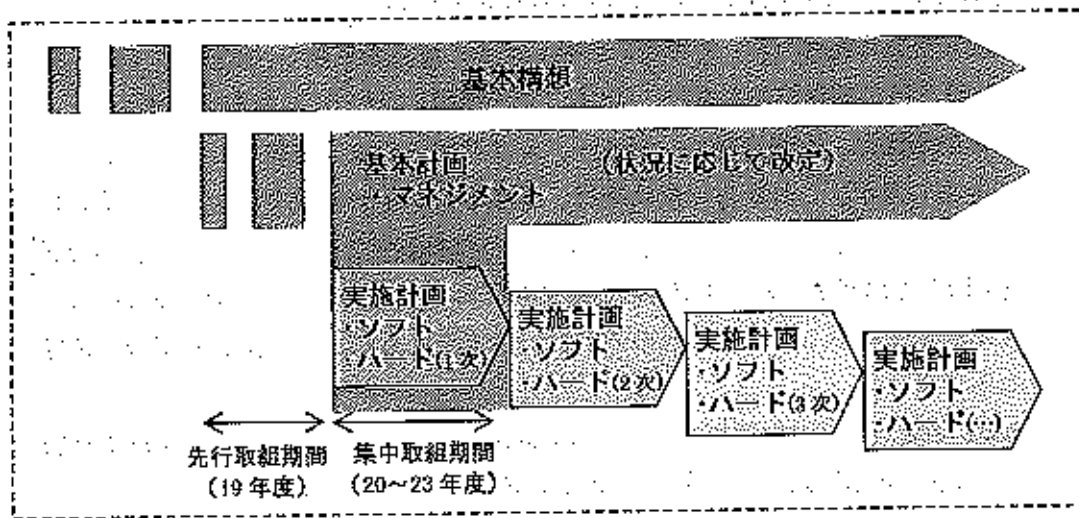 基本構想
基本計画
・マネジメント
(状況に応じて改定)
実施計画
・ソフト
・ハード(1次)
実施計画
・ソフト
・ハード(2次)
実施計画
・ソフト
・ハード(3次)
実施計画
・ソフト
・ハード(…)
先行取組期間
(19年度)
集中取組期間
(20～23年度)